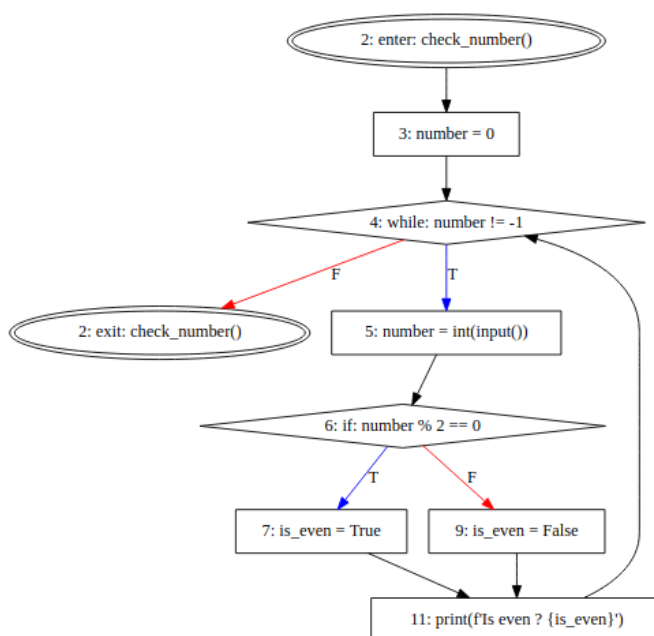 2: enter: check_number()
3: number = 0
4: while: number != -1
F
T
2: exit: check_number()
5: number = int(input())
6: if: number % 2 == 0
T
F
7: is_even = True
9: is_even = False
11: print(f'Is even ? {is_even}')